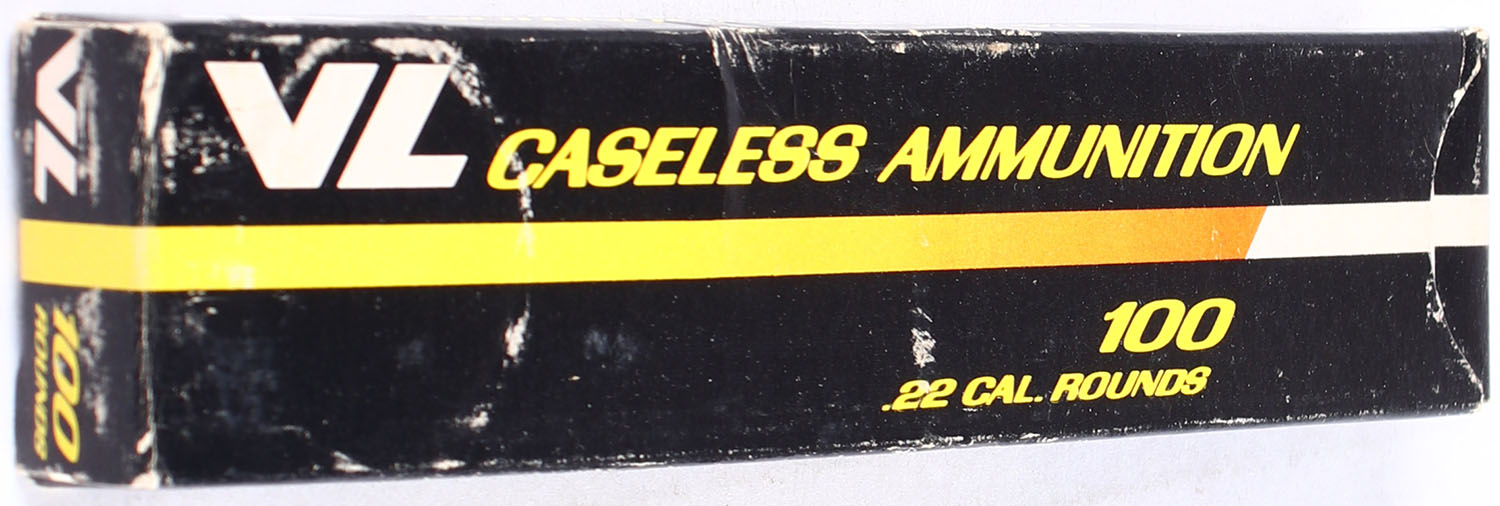 VL
100
ROUNDS
VL CASELESS AMMUNITION
100
.22 CAL. ROUNDS